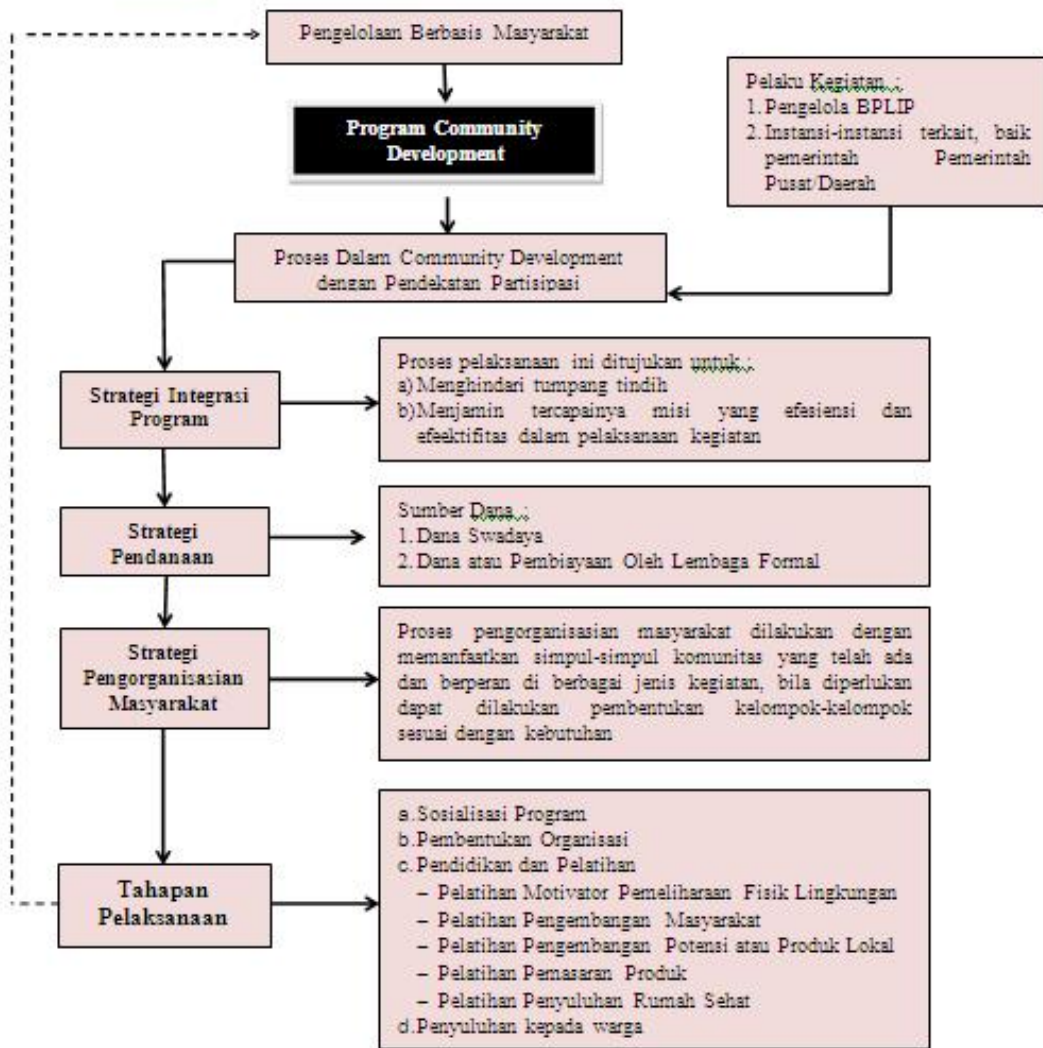 Pengelolaan Berbasis Masyarakat
Program Community
Development
Pelaku Kegiatan :
1. Pengelola BPLIP
2. Instansi-instansi terkait, baik
pemerintah Pemerintah
Pusat/Daerah
Proses Dalam Community Development
dengan Pendekatan Partisipasi
Strategi Integrasi
Program
Proses pelaksanaan ini ditujukan untuk :
a) Menghindari tumpang tindih
b) Menjamin tercapainya misi yang efesiensi dan
efeektifitas dalam pelaksanaan kegiatan
Strategi
Pendanaan
Sumber Dana :
1. Dana Swadaya
2. Dana atau Pembiayaan Oleh Lembaga Formal
Strategi
Pengorganisasian
Masyarakat
Proses pengorganisasian masyarakat dilakukan dengan
memanfaatkan simpul-simpul komunitas yang telah ada
dan berperan di berbagai jenis kegiatan, bila diperlukan
dapat dilakukan pembentukan kelompok-kelompok
sesuai dengan kebutuhan
Tahapan
Pelaksanaan
a. Sosialisasi Program
b. Pembentukan Organisasi
c. Pendidikan dan Pelatihan
– Pelatihan Motivator Pemeliharaan Fisik Lingkungan
– Pelatihan Pengembangan Masyarakat
– Pelatihan Pengembangan Potensi atau Produk Lokal
– Pelatihan Pemasaran Produk
– Pelatihan Penyuluhan Rumah Sehat
d. Penyuluhan kepada warga